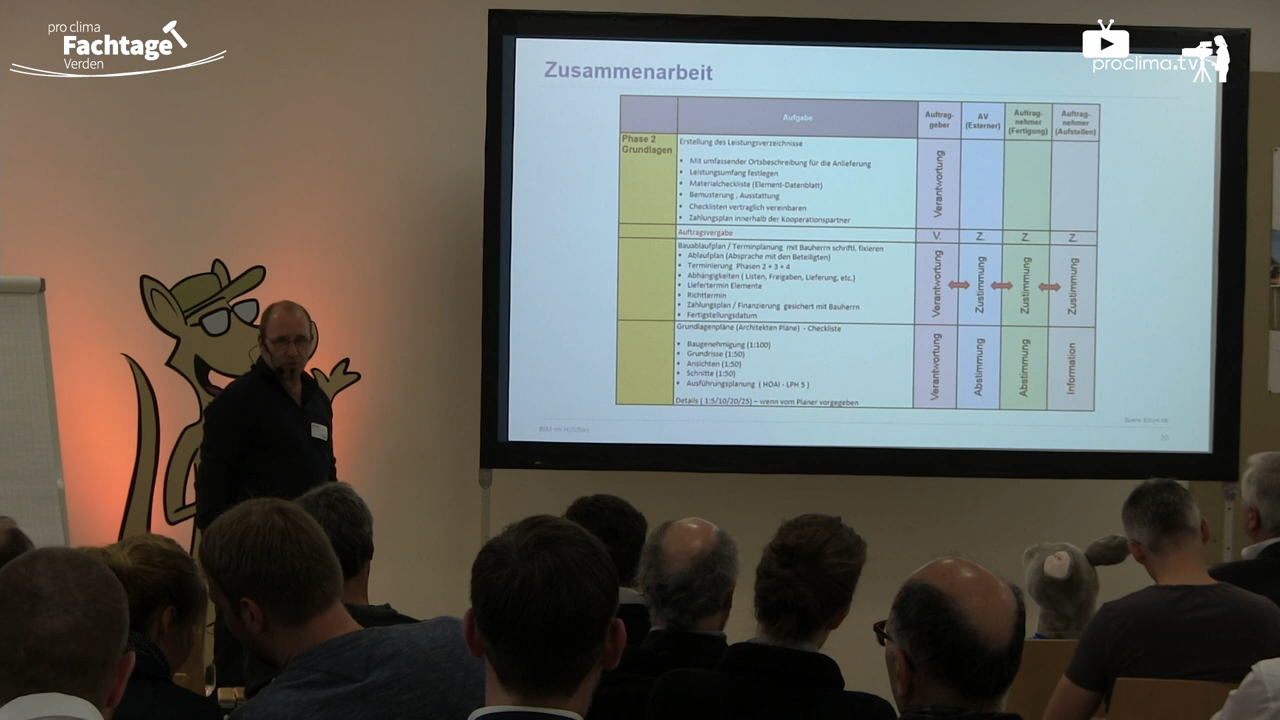 pro clima
Fachtage
Verden
proclima.tv
Zusammenarbeit
Aufgabe
Auftrag-
geber
AV
(Externer)
Auftrag-
nehmer
(Fertigung)
Auftrag-
nehmer
(Aufstellen)
Phase 2
Grundlagen
Erstellung des Leistungsverzeichnisse
• Mit umfassender Ortsbeschreibung für die Anlieferung
• Leistungsumfang festlegen
• Materialcheckliste (Element-Datenblatt)
• Bemusterung , Ausstattung
• Checklisten vertraglich vereinbaren
• Zahlungsplan innerhalb der Kooperationspartner
Verantwortung
Auftragsvergabe
V.
Z.
Z.
Z.
Bauablaufplan / Terminplanung mit Bauherrn schriftl. fixieren
• Ablaufplan (Absprache mit den Beteiligten)
• Terminierung Phasen 2 + 3 + 4
• Abhängigkeiten ( Listen, Freigaben, Lieferung, etc.)
• Liefertermin Elemente
• Richttermin
• Zahlungsplan / Finanzierung gesichert mit Bauherrn
• Fertigstellungsdatum
Verantwortung
Zustimmung
Zustimmung
Zustimmung
Grundlagenpläne (Architekten Pläne) - Checkliste
• Baugenehmigung (1:100)
• Grundrisse (1:50)
• Ansichten (1:50)
• Schnitte (1:50)
• Ausführungsplanung ( HOAI - LPH 5 )
Details ( 1:5/10/20/25) – wenn vom Planer vorgegeben
Verantwortung
Abstimmung
Abstimmung
Information
BIM im Holzbau